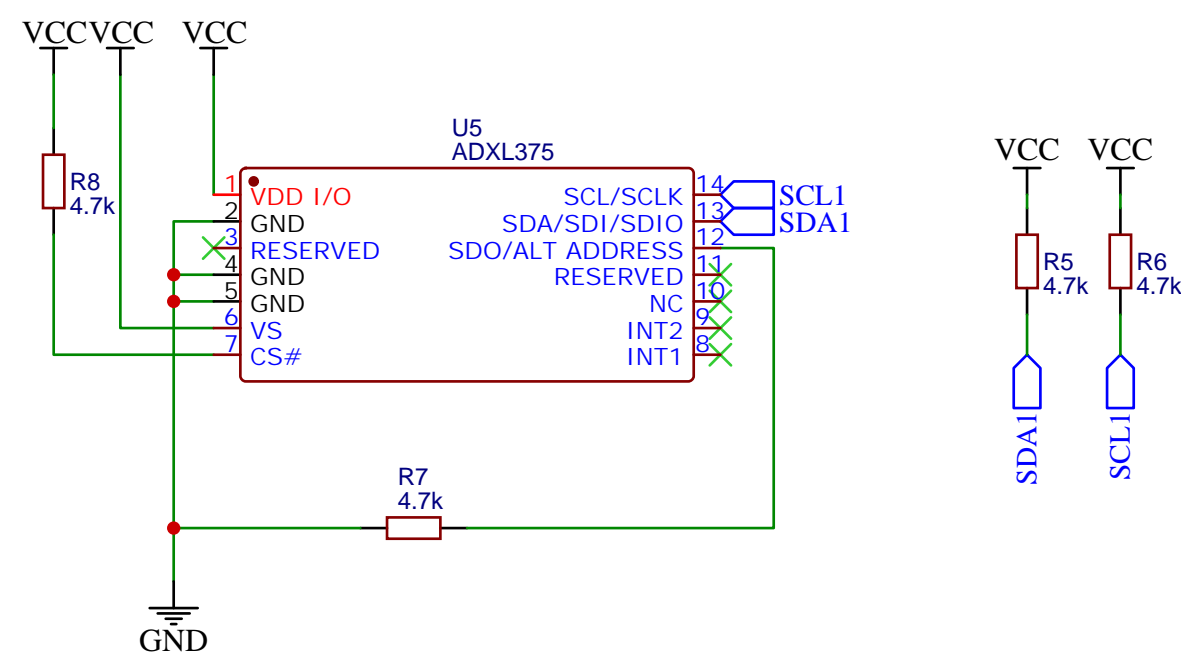 VCC VCC VCC
U5
ADXL375
R8
4.7k
1 VDD I/O
2 GND
3 RESERVED
4 GND
5 GND
6 VS
7 CS#
SCL/SCLK 14 SCL1
SDA/SDI/SDIO 13 SDA1
SDO/ALT ADDRESS 12
RESERVED 11
NC 10
INT2 9
INT1 8
R7
4.7k
GND
VCC VCC
R5
4.7k
R6
4.7k
SDA1
SCL1